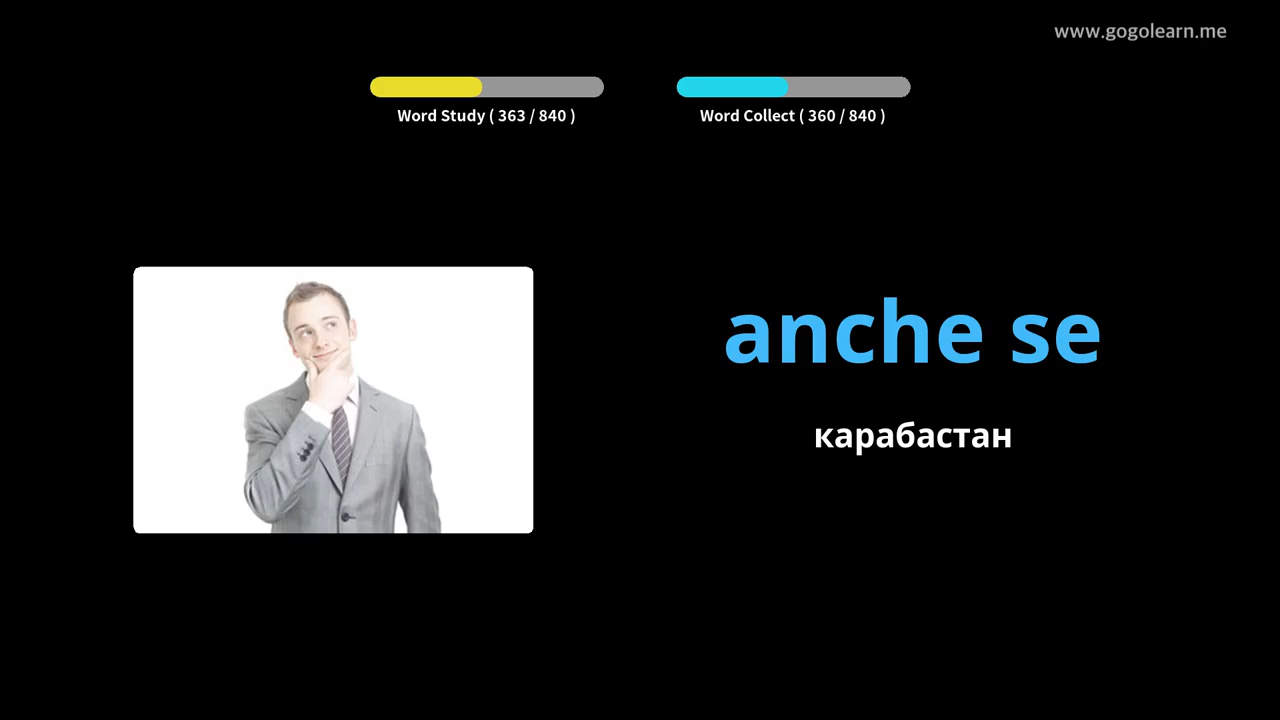 www.gogolearn.me
Word Study ( 363 / 840 )
Word Collect ( 360 / 840 )
anche se
карабастан